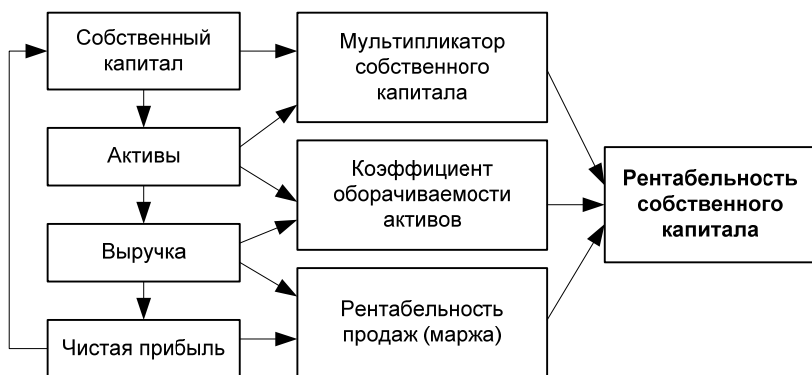 Собственный
капитал
Активы
Выручка
Чистая прибыль
Мультипликатор
собственного
капитала
Коэффициент
оборачиваемости
активов
Рентабельность
продаж (маржа)
Рентабельность
собственного
капитала